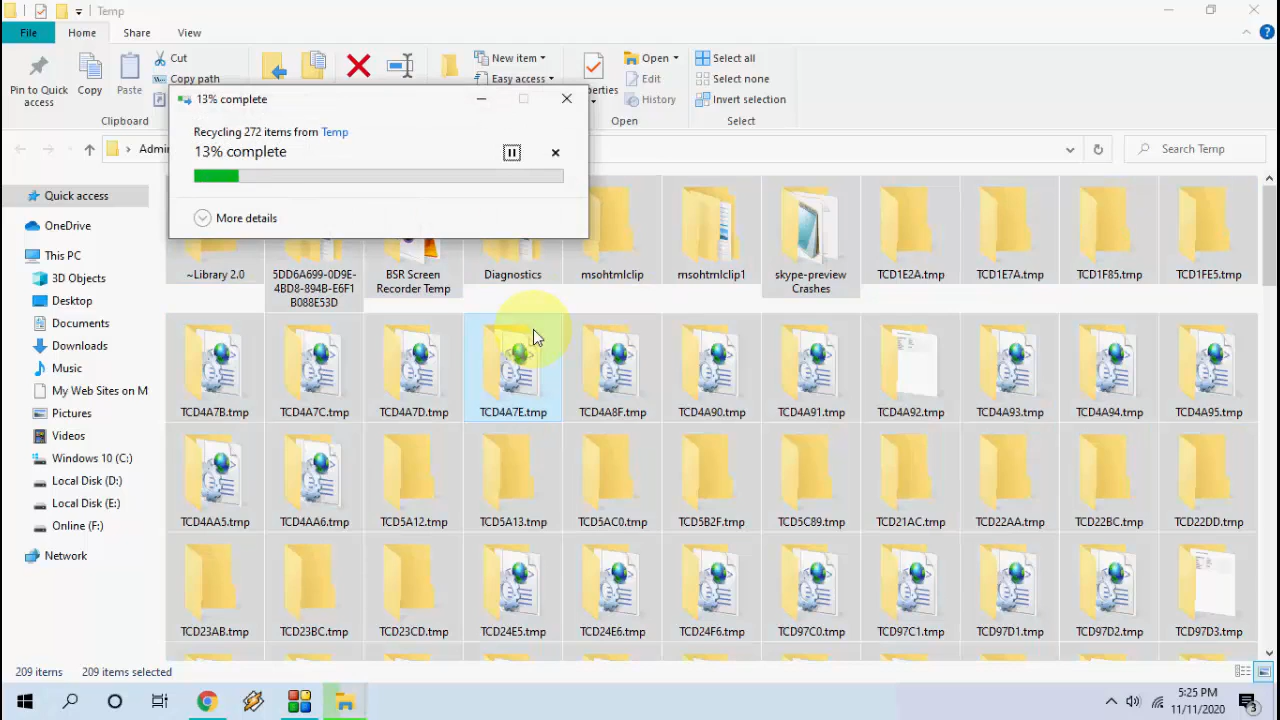 Temp
File Home Share View
Pin to Quick access
Copy
Paste
Cut
Copy path
Clipboard
New item
Easy access
Open
Edit
History
Open
Select all
Select none
Invert selection
Select
13% complete
Recycling 272 items from Temp
13% complete
More details
Search Temp
Quick access
OneDrive
This PC
3D Objects
Desktop
Documents
Downloads
Music
My Web Sites on M
Pictures
Videos
Windows 10 (C:)
Local Disk (D:)
Local Disk (E:)
Online (F:)
Network
~Library 2.0
5DD6A699-0D9E-
4BD8-894B-E6F1
B088E53D
BSR Screen
Recorder Temp
Diagnostics
msohtmlclip
msohtmlclip1
skype-preview
Crashes
TCD1E2A.tmp
TCD1E7A.tmp
TCD1F85.tmp
TCD1FE5.tmp
TCD4A7B.tmp
TCD4A7C.tmp
TCD4A7D.tmp
TCD4A7E.tmp
TCD4A8F.tmp
TCD4A90.tmp
TCD4A91.tmp
TCD4A92.tmp
TCD4A93.tmp
TCD4A94.tmp
TCD4A95.tmp
TCD4AA5.tmp
TCD4AA6.tmp
TCD5A12.tmp
TCD5A13.tmp
TCD5AC0.tmp
TCD5B2F.tmp
TCD5C89.tmp
TCD21AC.tmp
TCD22AA.tmp
TCD22BC.tmp
TCD22DD.tmp
TCD23AB.tmp
TCD23BC.tmp
TCD23CD.tmp
TCD24E5.tmp
TCD24E6.tmp
TCD24F6.tmp
TCD97C0.tmp
TCD97C1.tmp
TCD97D1.tmp
TCD97D2.tmp
TCD97D3.tmp
209 items
209 items selected
5:25 PM
11/11/2020
3